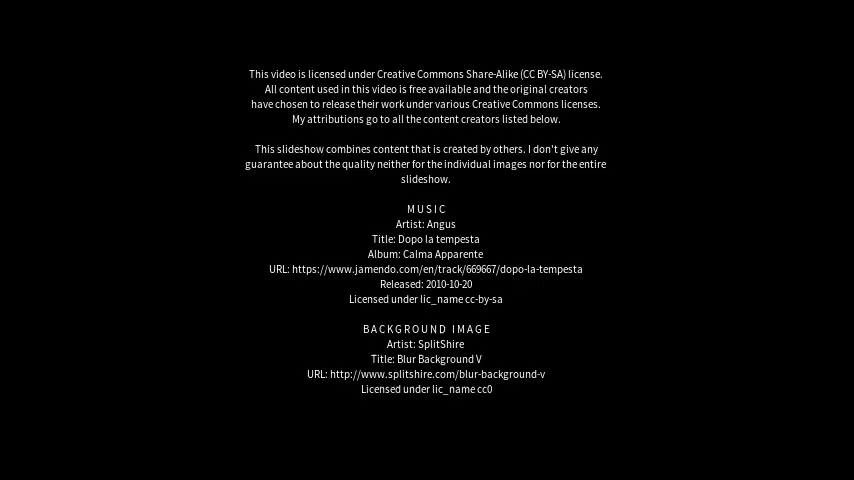 This video is licensed under Creative Commons Share-Alike (CC BY-SA) license.
All content used in this video is free available and the original creators
have chosen to release their work under various Creative Commons licenses.
My attributions go to all the content creators listed below.
This slideshow combines content that is created by others. I don't give any
guarantee about the quality neither for the individual images nor for the entire
slideshow.
MUSIC
Artist: Angus
Title: Dopo la tempesta
Album: Calma Apparente
URL: https://www.jamendo.com/en/track/669667/dopo-la-tempesta
Released: 2010-10-20
Licensed under lic_name cc-by-sa
BACKGROUND IMAGE
Artist: SplitShire
Title: Blur Background V
URL: http://www.splitshire.com/blur-background-v
Licensed under lic_name cc0